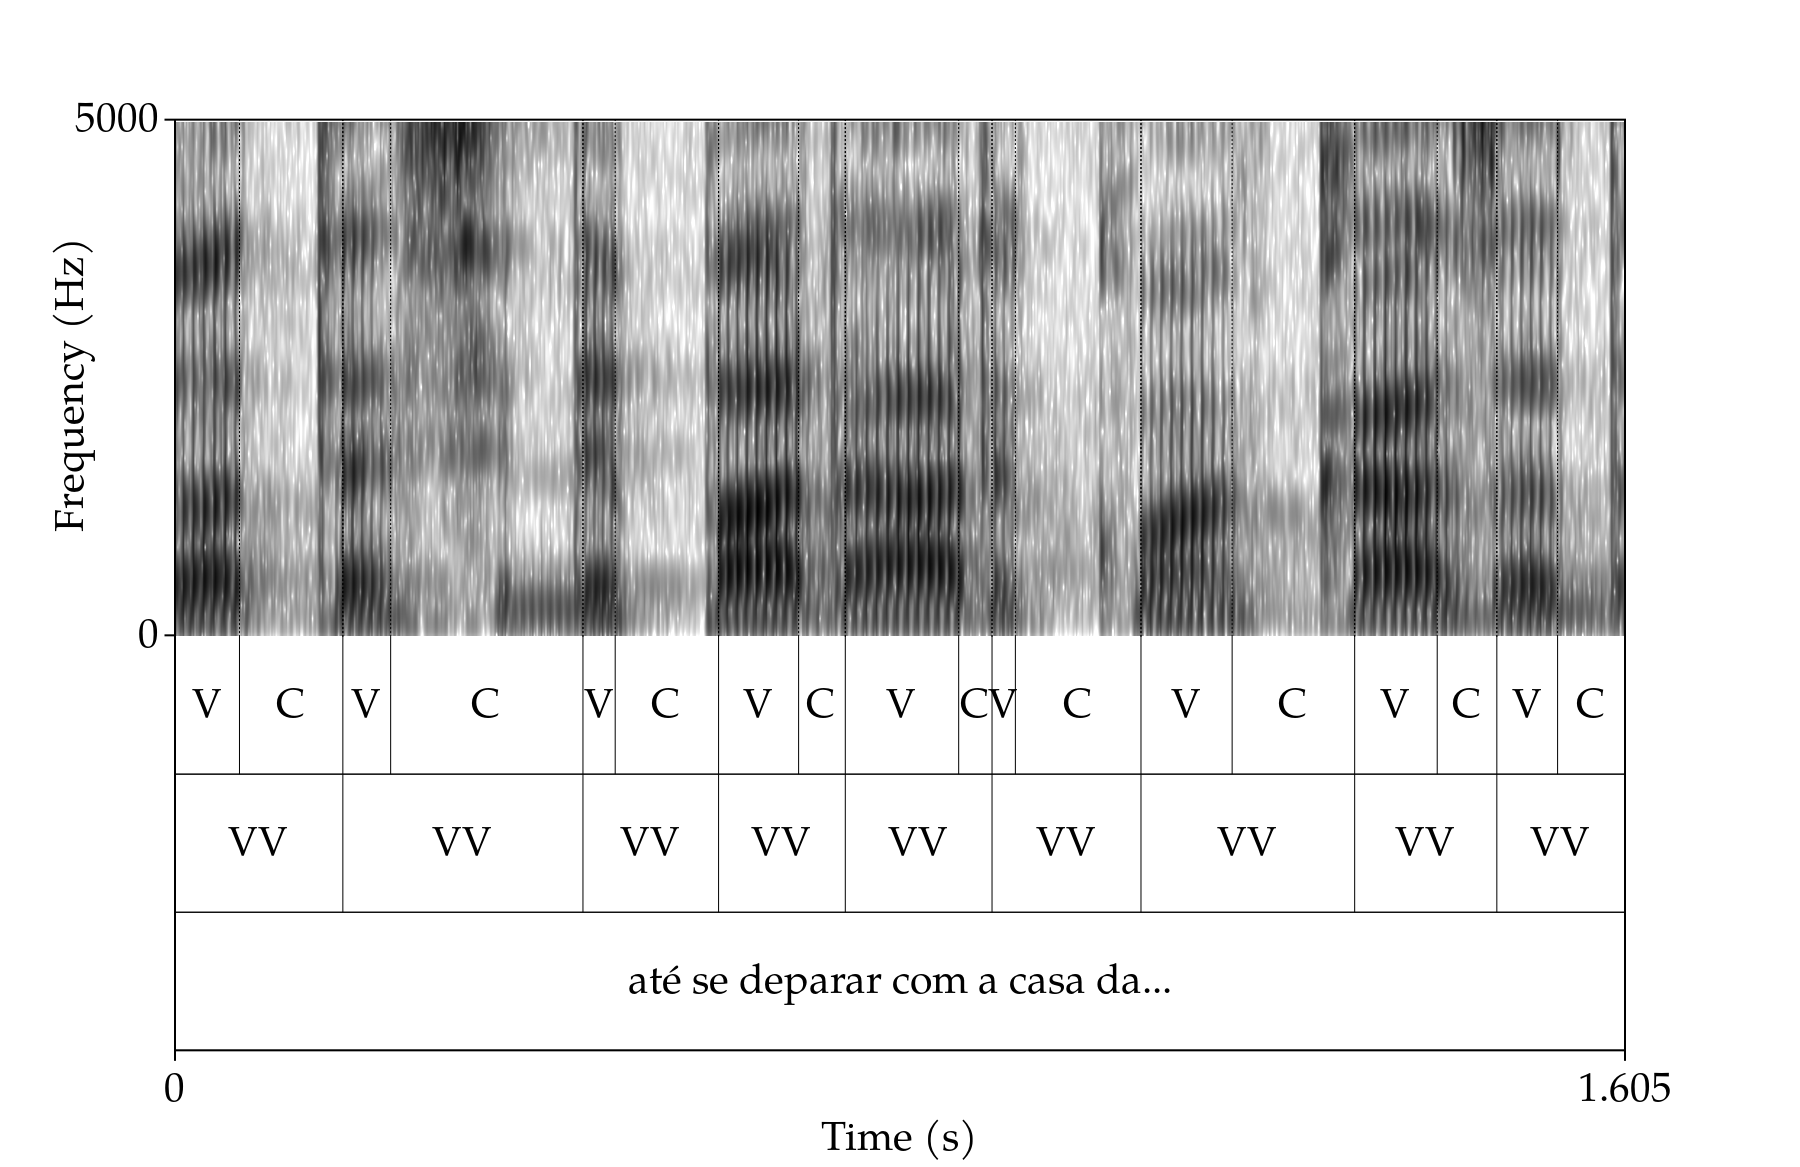 5000
Frequency (Hz)
0
V C V C V C V C V C V C V C V C V C
VV VV VV VV VV VV VV VV VV
até se deparar com a casa da...
0 1.605
Time (s)